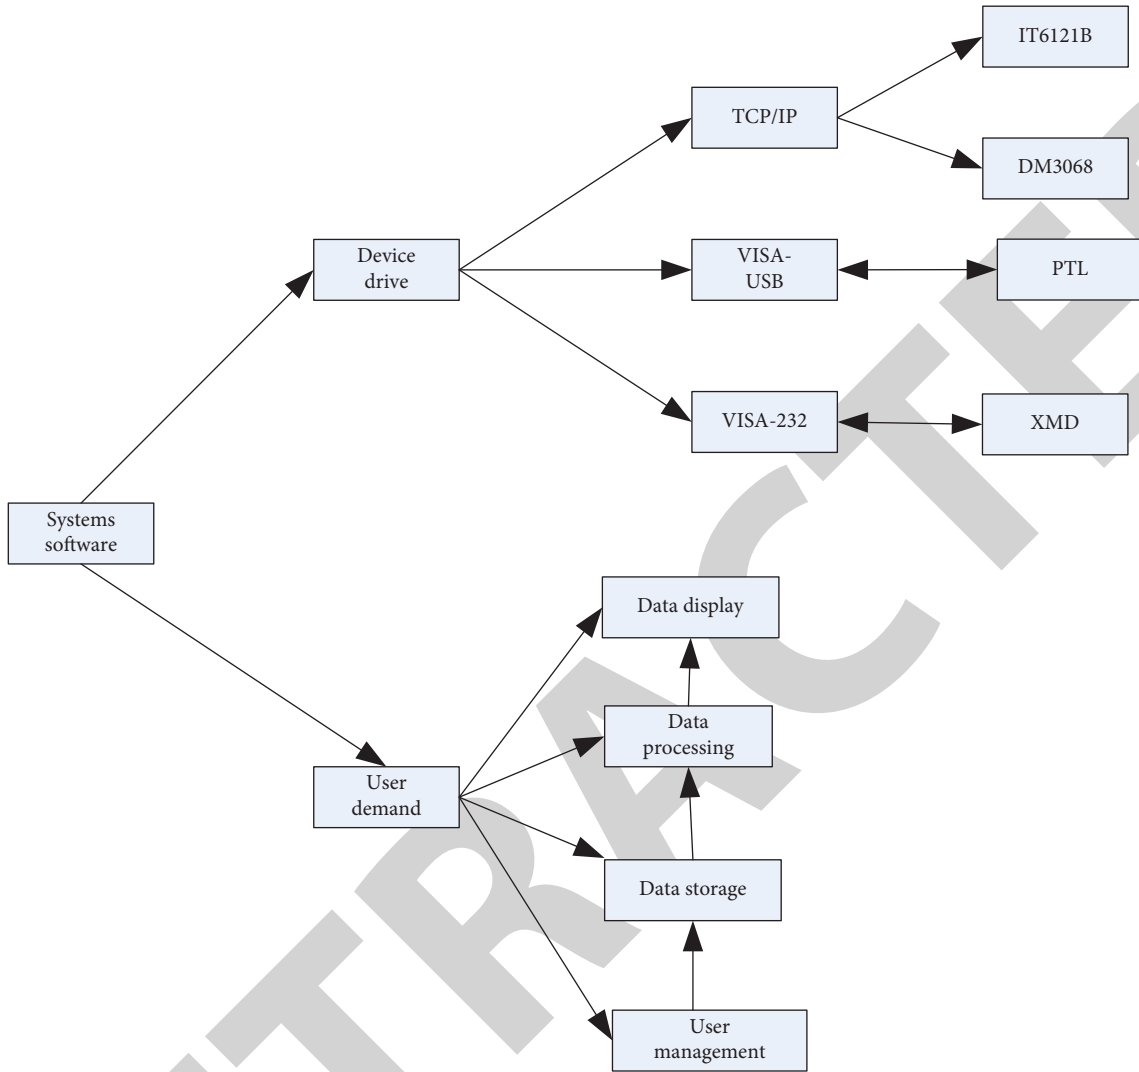 IT6121B
TCP/IP
DM3068
Device
drive
VISA-
USB
PTL
VISA-232
XMD
Systems
software
Data display
Data
processing
User
demand
Data storage
User
management
TRACTE